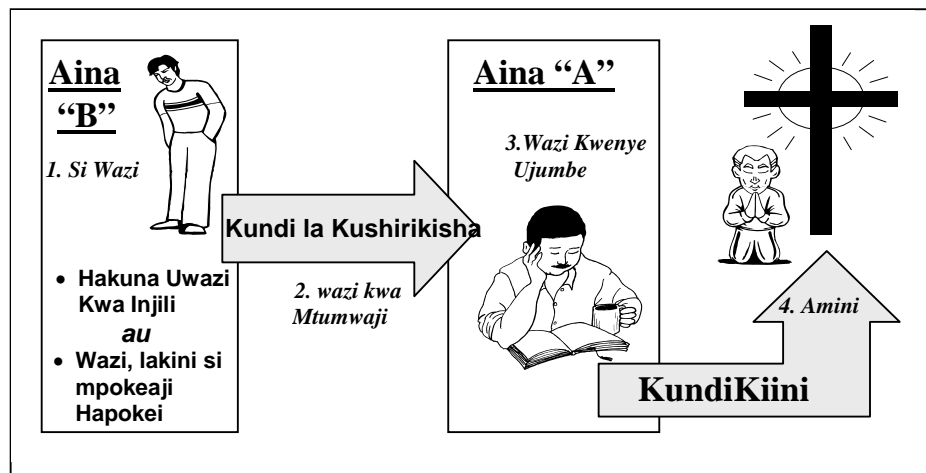 Aina
“B”
1. Si Wazi
• Hakuna Uwazi
Kwa Injili
au
• Wazi, lakini si
mpokeaji
Hapokei
Kundi la Kushirikisha
2. wazi kwa
Mtumwaji
Aina “A”
3.Wazi Kwenye
Ujumbe
4. Amini
KundiKiini